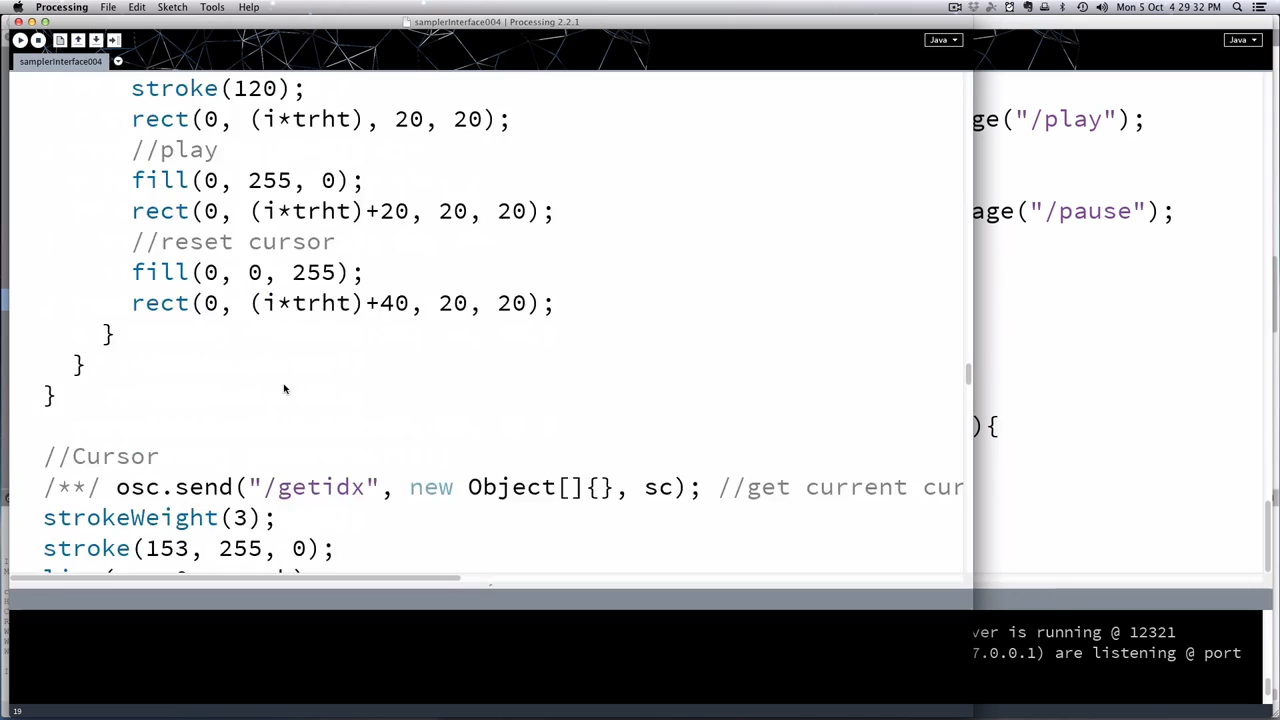 Processing File Edit Sketch Tools Help Mon 5 Oct 4:29:32 PM
samplerInterface004 | Processing 2.2.1
Java
Java
samplerInterface004
stroke(120);
rect(0, (i*trht), 20, 20);
ge("/play");
//play
fill(0, 255, 0);
rect(0, (i*trht)+20, 20, 20);
age("/pause");
//reset cursor
fill(0, 0, 255);
rect(0, (i*trht)+40, 20, 20);
}
}
}
){
//Cursor
/**/ osc.send("/getidx", new Object[]{}, sc); //get current cur
strokeWeight(3);
stroke(153, 255, 0);
ver is running @ 12321
7.0.0.1) are listening @ port
19